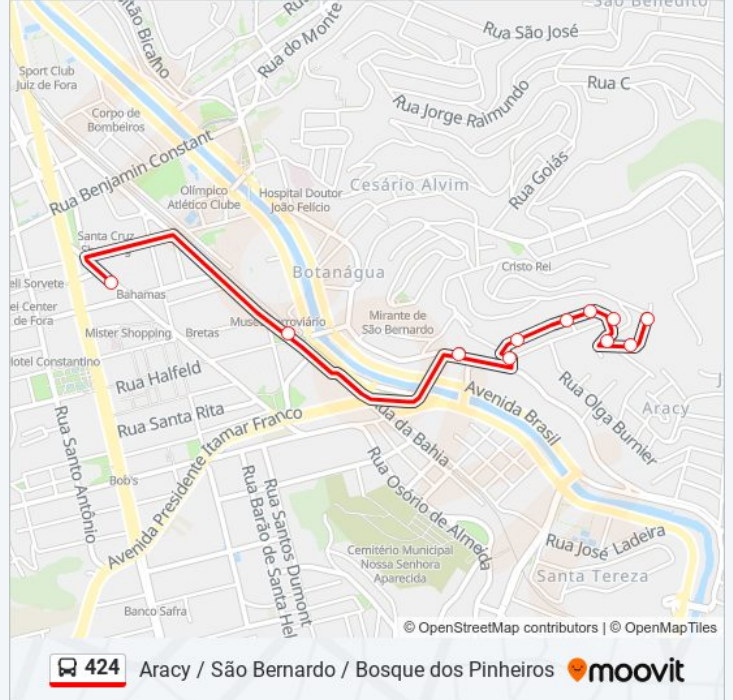 São Benedito
Rua São José
Rua do Monte
Sport Club
Juiz de Fora
Rua C
Rua Jorge Raimundo
Corpo de
Bombeiros
Rua Benjamin Constant
Rua Goiás
Olímpico
Atlético Clube
Hospital Doutor
João Felício
Cesário Alvim
Santa Cruz
Cristo Rei
Botanágua
Bahamas
Mirante de
São Bernardo
Mister Shopping
Bretas
Hotel Constantino
Rua Halfeld
Rua Olga Burnier
Aracy
Avenida Brasil
Rua Santa Rita
Avenida Presidente Itamar Franco
Rua da Bahia
Rua Santo Antônio
Bob's
Rua Barão de Santa Hel
Rua Santos Dumont
Rua Osório de Almeida
Cemitério Municipal
Nossa Senhora
Aparecida
Rua José Ladeira
Santa Tereza
Banco Safra
© OpenStreetMap contributors | © OpenMapTiles
424 Aracy / São Bernardo / Bosque dos Pinheiros moovit